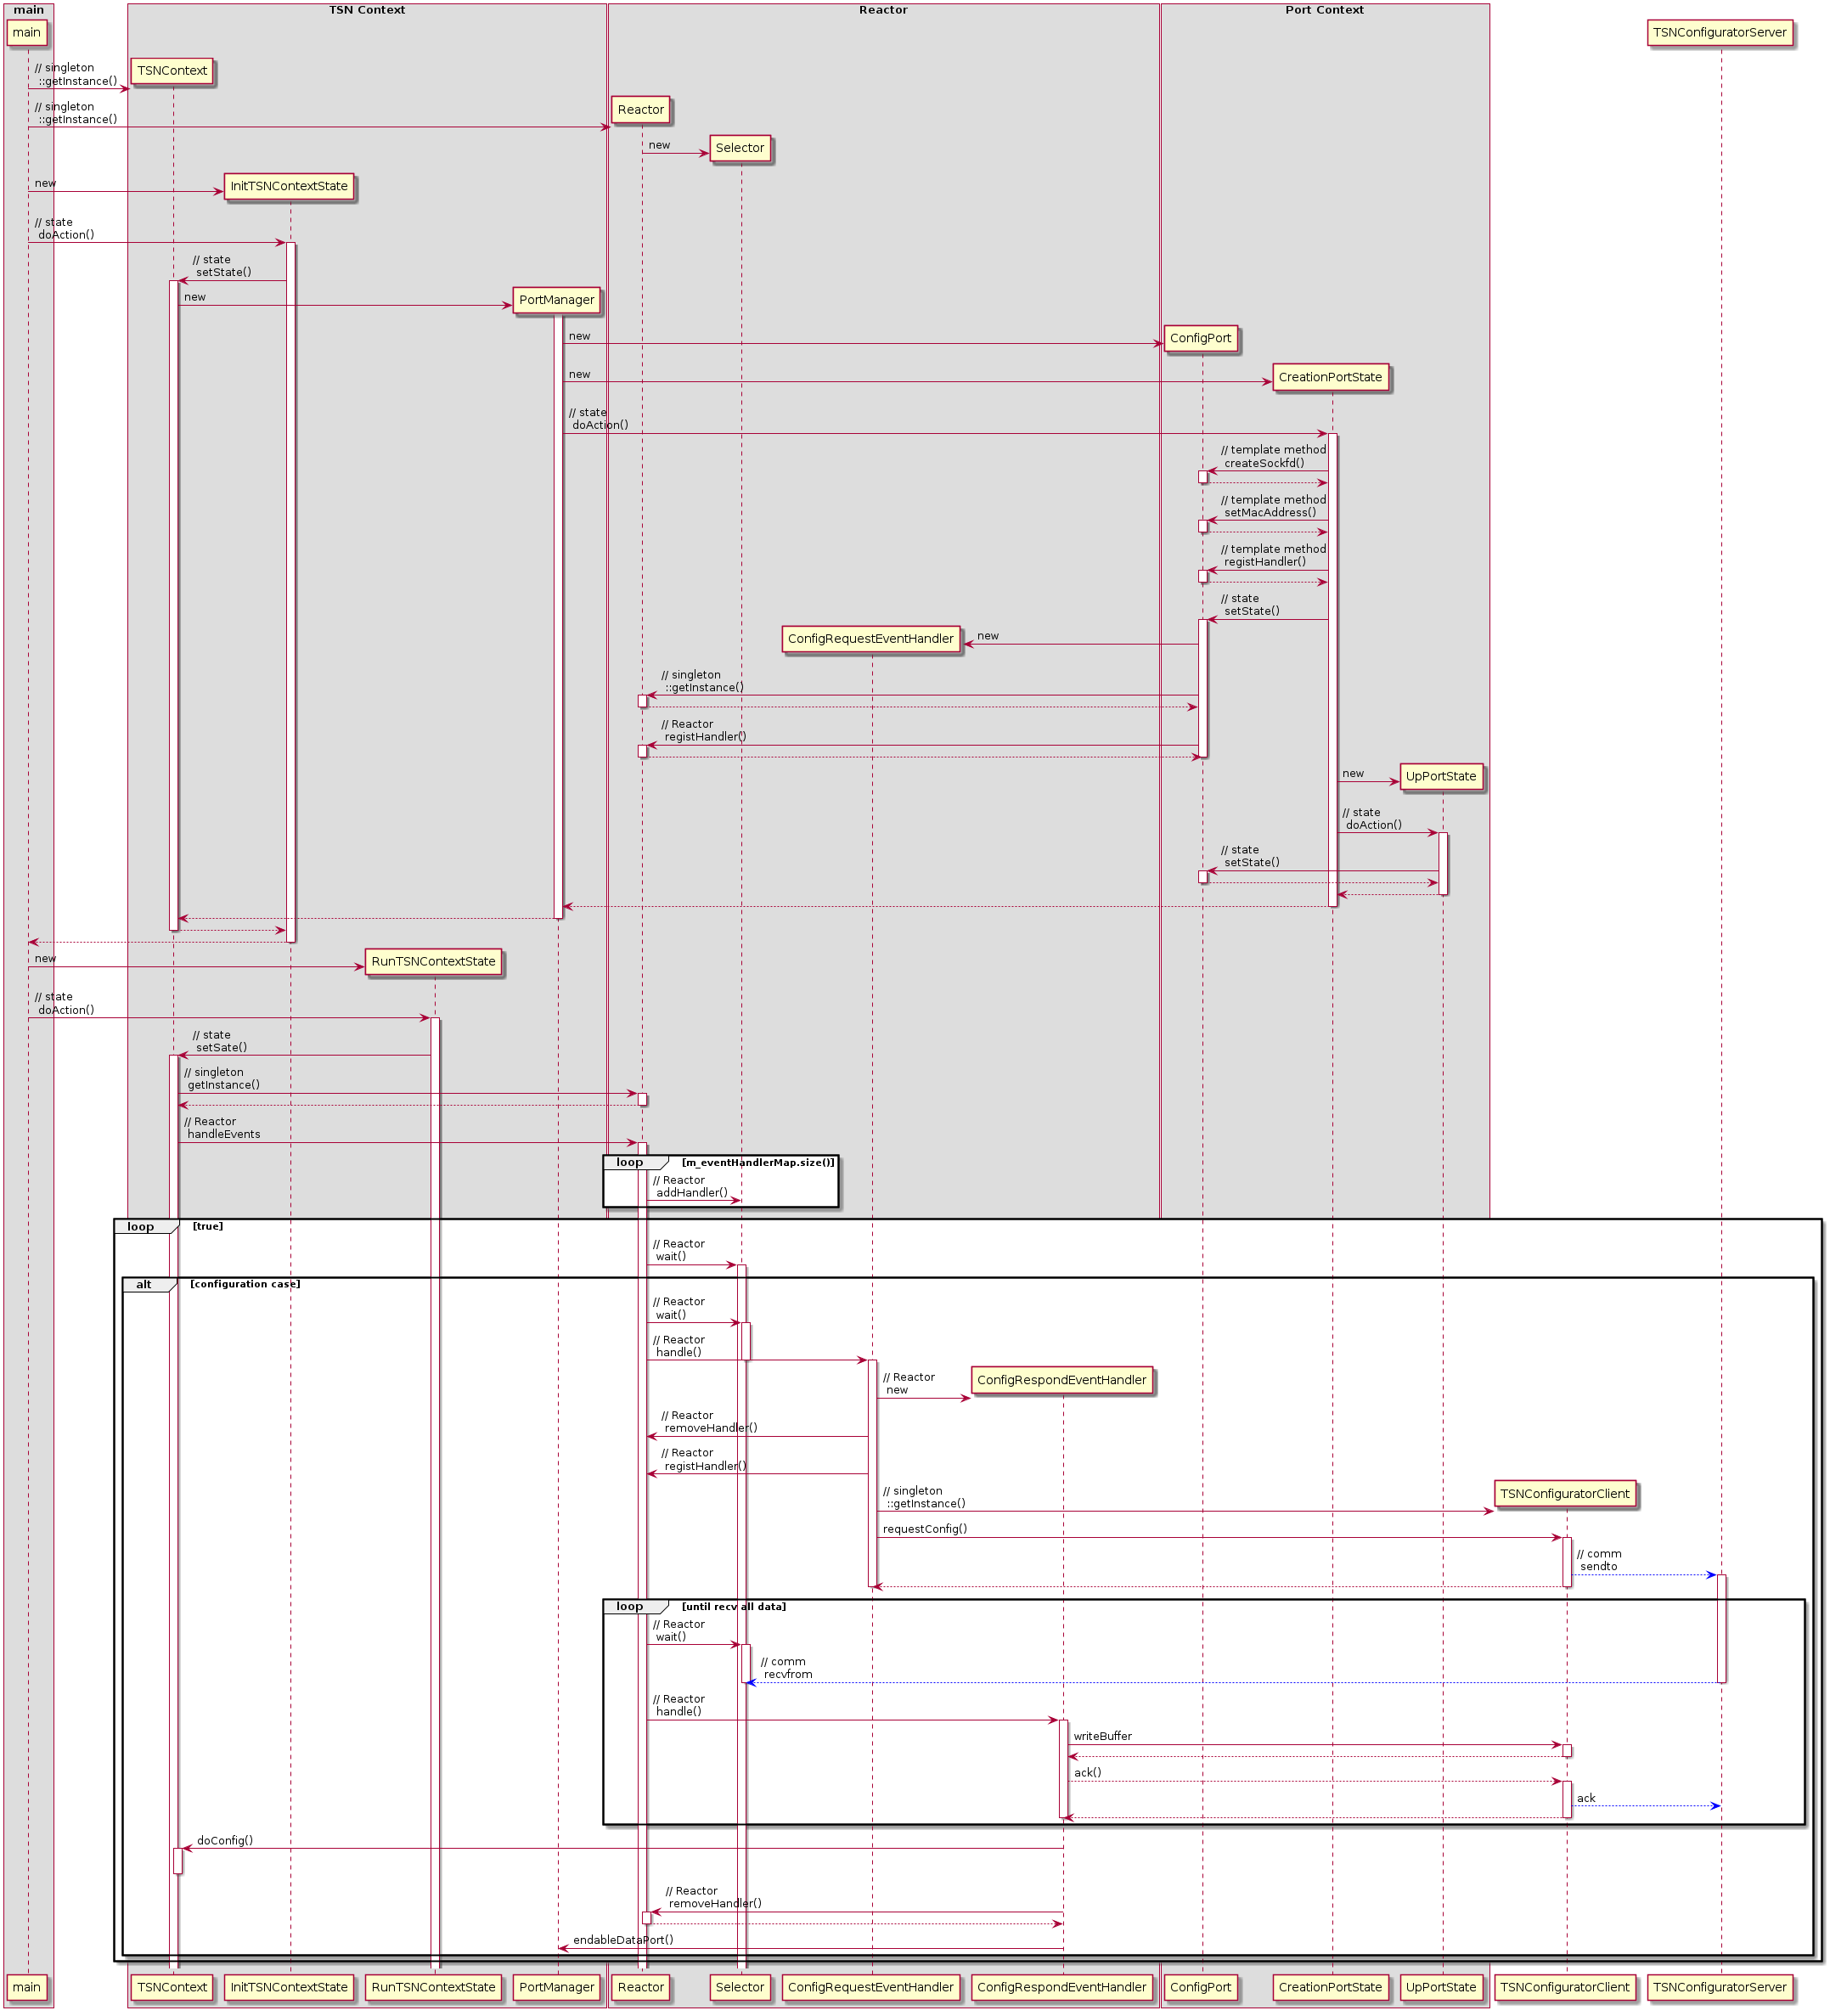 main
TSN Context
Reactor
Port Context
main
TSNConfiguratorServer
TSNContext
// singleton
::getInstance()
Reactor
// singleton
::getInstance()
Selector
new
InitTSNContextState
new
// state
doAction()
// state
setState()
PortManager
new
ConfigPort
new
CreationPortState
new
// state
doAction()
// template method
createSockfd()
// template method
setMacAddress()
// template method
registHandler()
// state
setState()
ConfigRequestEventHandler
new
// singleton
::getInstance()
// Reactor
registHandler()
UpPortState
new
// state
doAction()
// state
setState()
RunTSNContextState
new
// state
doAction()
// state
setSate()
// singleton
getInstance()
// Reactor
handleEvents
loop [m_eventHandlerMap.size()]
// Reactor
addHandler()
loop [true]
// Reactor
wait()
alt [configuration case]
// Reactor
wait()
// Reactor
handle()
ConfigRespondEventHandler
// Reactor
new
// Reactor
removeHandler()
// Reactor
registHandler()
TSNConfiguratorClient
// singleton
::getInstance()
requestConfig()
// comm
sendto
loop [until recv all data]
// Reactor
wait()
// comm
recvfrom
// Reactor
handle()
writeBuffer
ack()
ack
doConfig()
// Reactor
removeHandler()
endableDataPort()
main
TSNContext
InitTSNContextState
RunTSNContextState
PortManager
Reactor
Selector
ConfigRequestEventHandler
ConfigRespondEventHandler
ConfigPort
CreationPortState
UpPortState
TSNConfiguratorClient
TSNConfiguratorServer